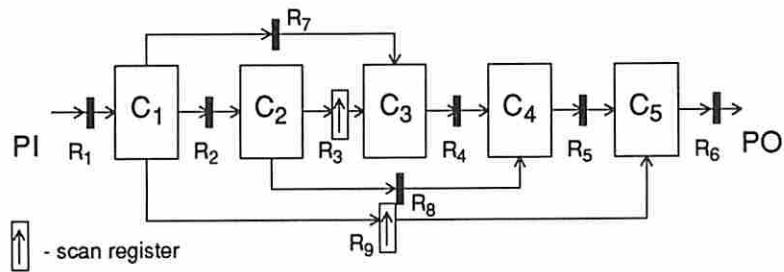 R7
C1 C2 C3 C4 C5
PI R1 R2 R3 R4 R5 R6 PO
R8
R9
- scan register